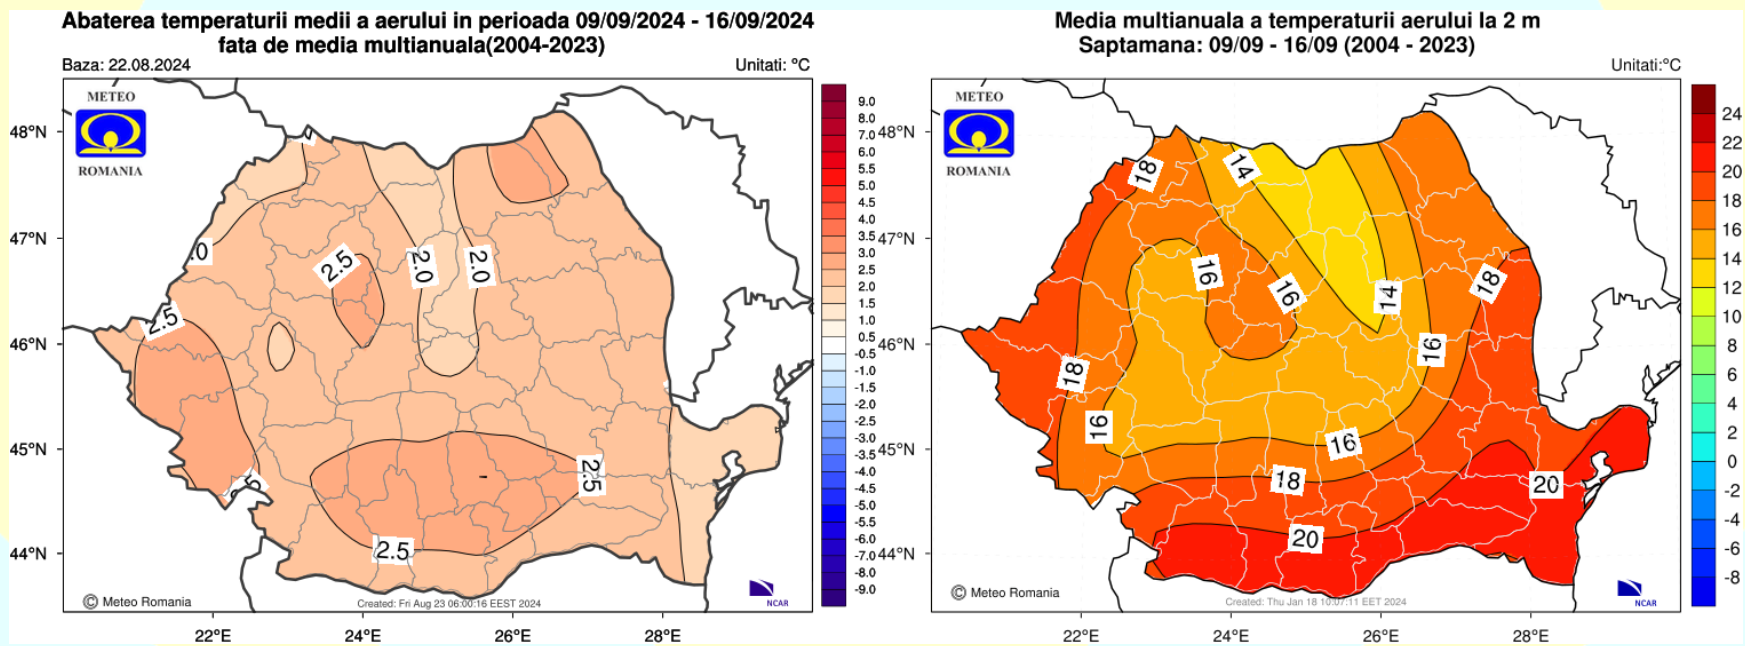 Abaterea temperaturii medii a aerului in perioada 09/09/2024 - 16/09/2024
fata de media multianuala(2004-2023)
Baza: 22.08.2024
Unitati: °C
METEO
ROMANIA
48°N
47°N
46°N
45°N
44°N
22°E
24°E
26°E
28°E
.0
2.5
2.0
2.0
2.5
2.5
2.5
.5
9.0
8.0
7.0
6.0
5.0
4.5
4.0
3.5
3.0
2.5
2.0
1.5
1.0
0.5
-0.5
-1.0
-1.5
-2.0
-2.5
-3.0
-3.5
-4.0
-4.5
-5.0
-5.5
-6.0
-7.0
-8.0
-9.0
© Meteo Romania
Created: Fri Aug 23 06:00:16 EEST 2024
NCAR
Media multianuala a temperaturii aerului la 2 m
Saptamana: 09/09 - 16/09 (2004 - 2023)
Unitati:°C
METEO
ROMANIA
48°N
47°N
46°N
45°N
44°N
22°E
24°E
26°E
28°E
18
14
16
16
14
18
16
18
16
16
18
20
20
24
22
20
18
16
14
12
10
8
6
4
2
0
-2
-4
-6
-8
© Meteo Romania
Created: Thu Jan 18 10:07:11 EET 2024
NCAR